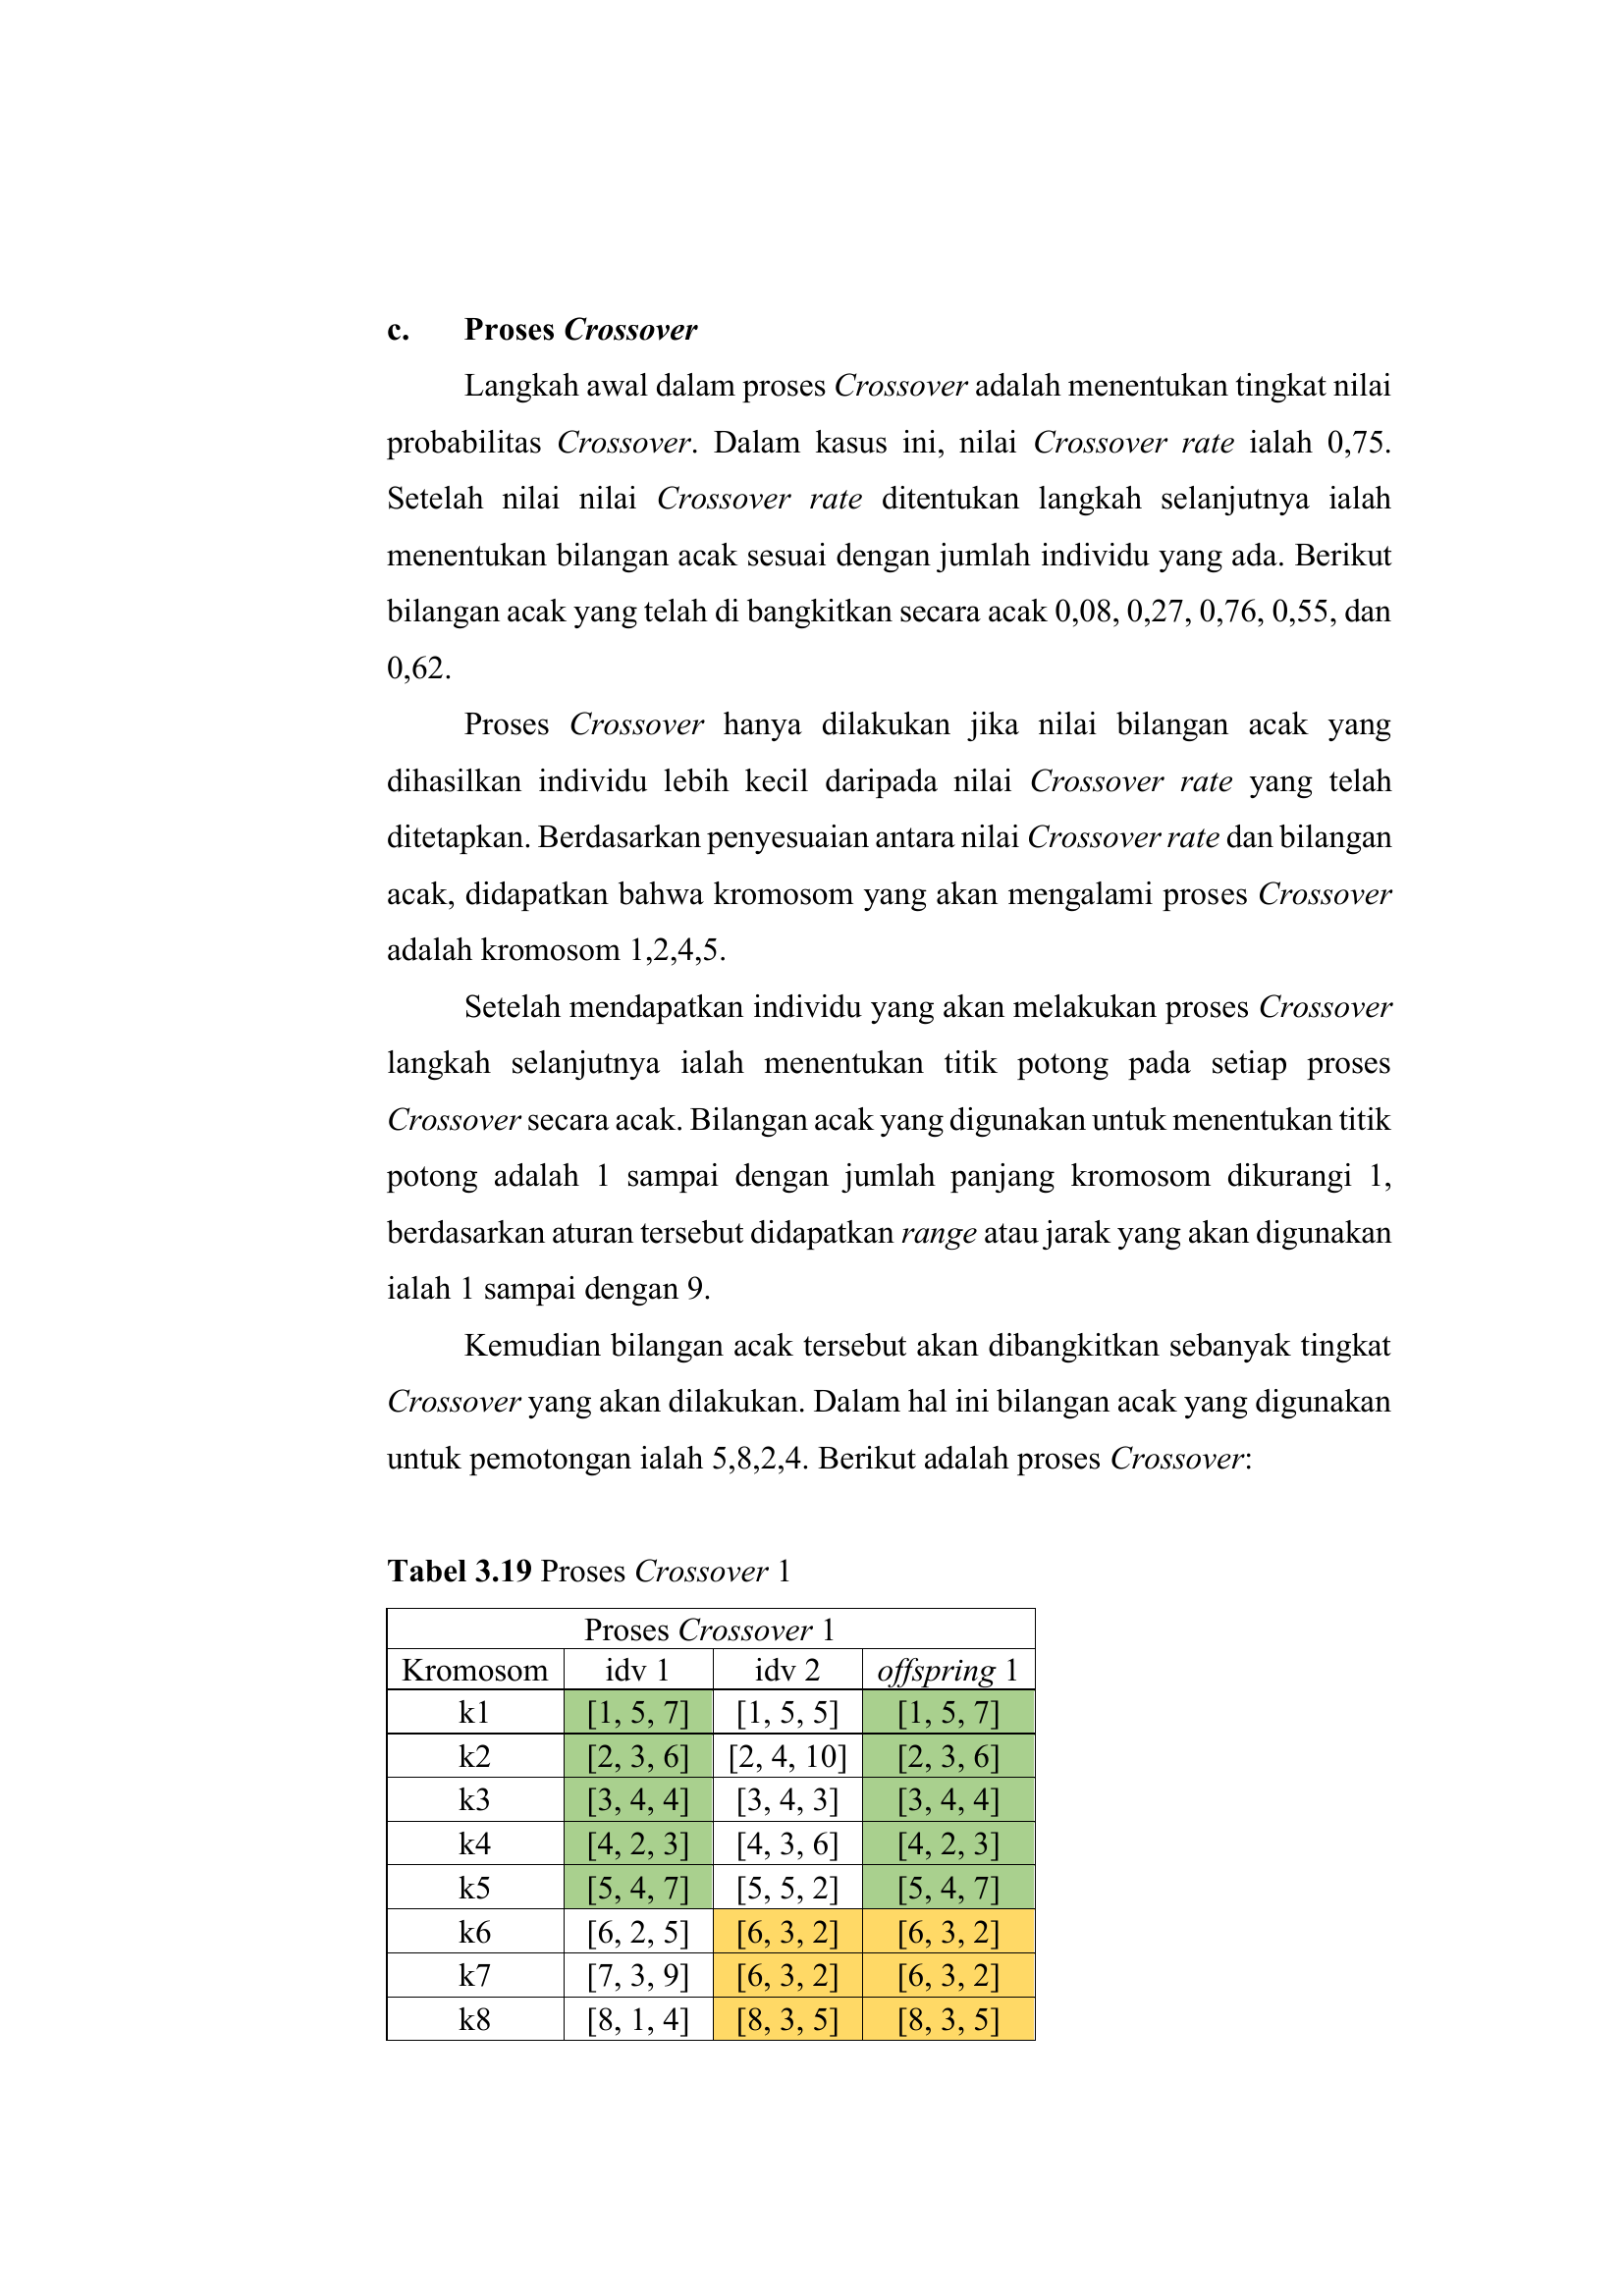 c. Proses Crossover
Langkah awal dalam proses Crossover adalah menentukan tingkat nilai
probabilitas Crossover. Dalam kasus ini, nilai Crossover rate ialah 0,75.
Setelah nilai nilai Crossover rate ditentukan langkah selanjutnya ialah
menentukan bilangan acak sesuai dengan jumlah individu yang ada. Berikut
bilangan acak yang telah di bangkitkan secara acak 0,08, 0,27, 0,76, 0,55, dan
0,62.
Proses Crossover hanya dilakukan jika nilai bilangan acak yang
dihasilkan individu lebih kecil daripada nilai Crossover rate yang telah
ditetapkan. Berdasarkan penyesuaian antara nilai Crossover rate dan bilangan
acak, didapatkan bahwa kromosom yang akan mengalami proses Crossover
adalah kromosom 1,2,4,5.
Setelah mendapatkan individu yang akan melakukan proses Crossover
langkah selanjutnya ialah menentukan titik potong pada setiap proses
Crossover secara acak. Bilangan acak yang digunakan untuk menentukan titik
potong adalah 1 sampai dengan jumlah panjang kromosom dikurangi 1,
berdasarkan aturan tersebut didapatkan range atau jarak yang akan digunakan
ialah 1 sampai dengan 9.
Kemudian bilangan acak tersebut akan dibangkitkan sebanyak tingkat
Crossover yang akan dilakukan. Dalam hal ini bilangan acak yang digunakan
untuk pemotongan ialah 5,8,2,4. Berikut adalah proses Crossover:
Tabel 3.19 Proses Crossover 1
Proses Crossover 1
Kromosom idv 1 idv 2 offspring 1
k1 [1, 5, 7] [1, 5, 5] [1, 5, 7]
k2 [2, 3, 6] [2, 4, 10] [2, 3, 6]
k3 [3, 4, 4] [3, 4, 3] [3, 4, 4]
k4 [4, 2, 3] [4, 3, 6] [4, 2, 3]
k5 [5, 4, 7] [5, 5, 2] [5, 4, 7]
k6 [6, 2, 5] [6, 3, 2] [6, 3, 2]
k7 [7, 3, 9] [6, 3, 2] [6, 3, 2]
k8 [8, 1, 4] [8, 3, 5] [8, 3, 5]